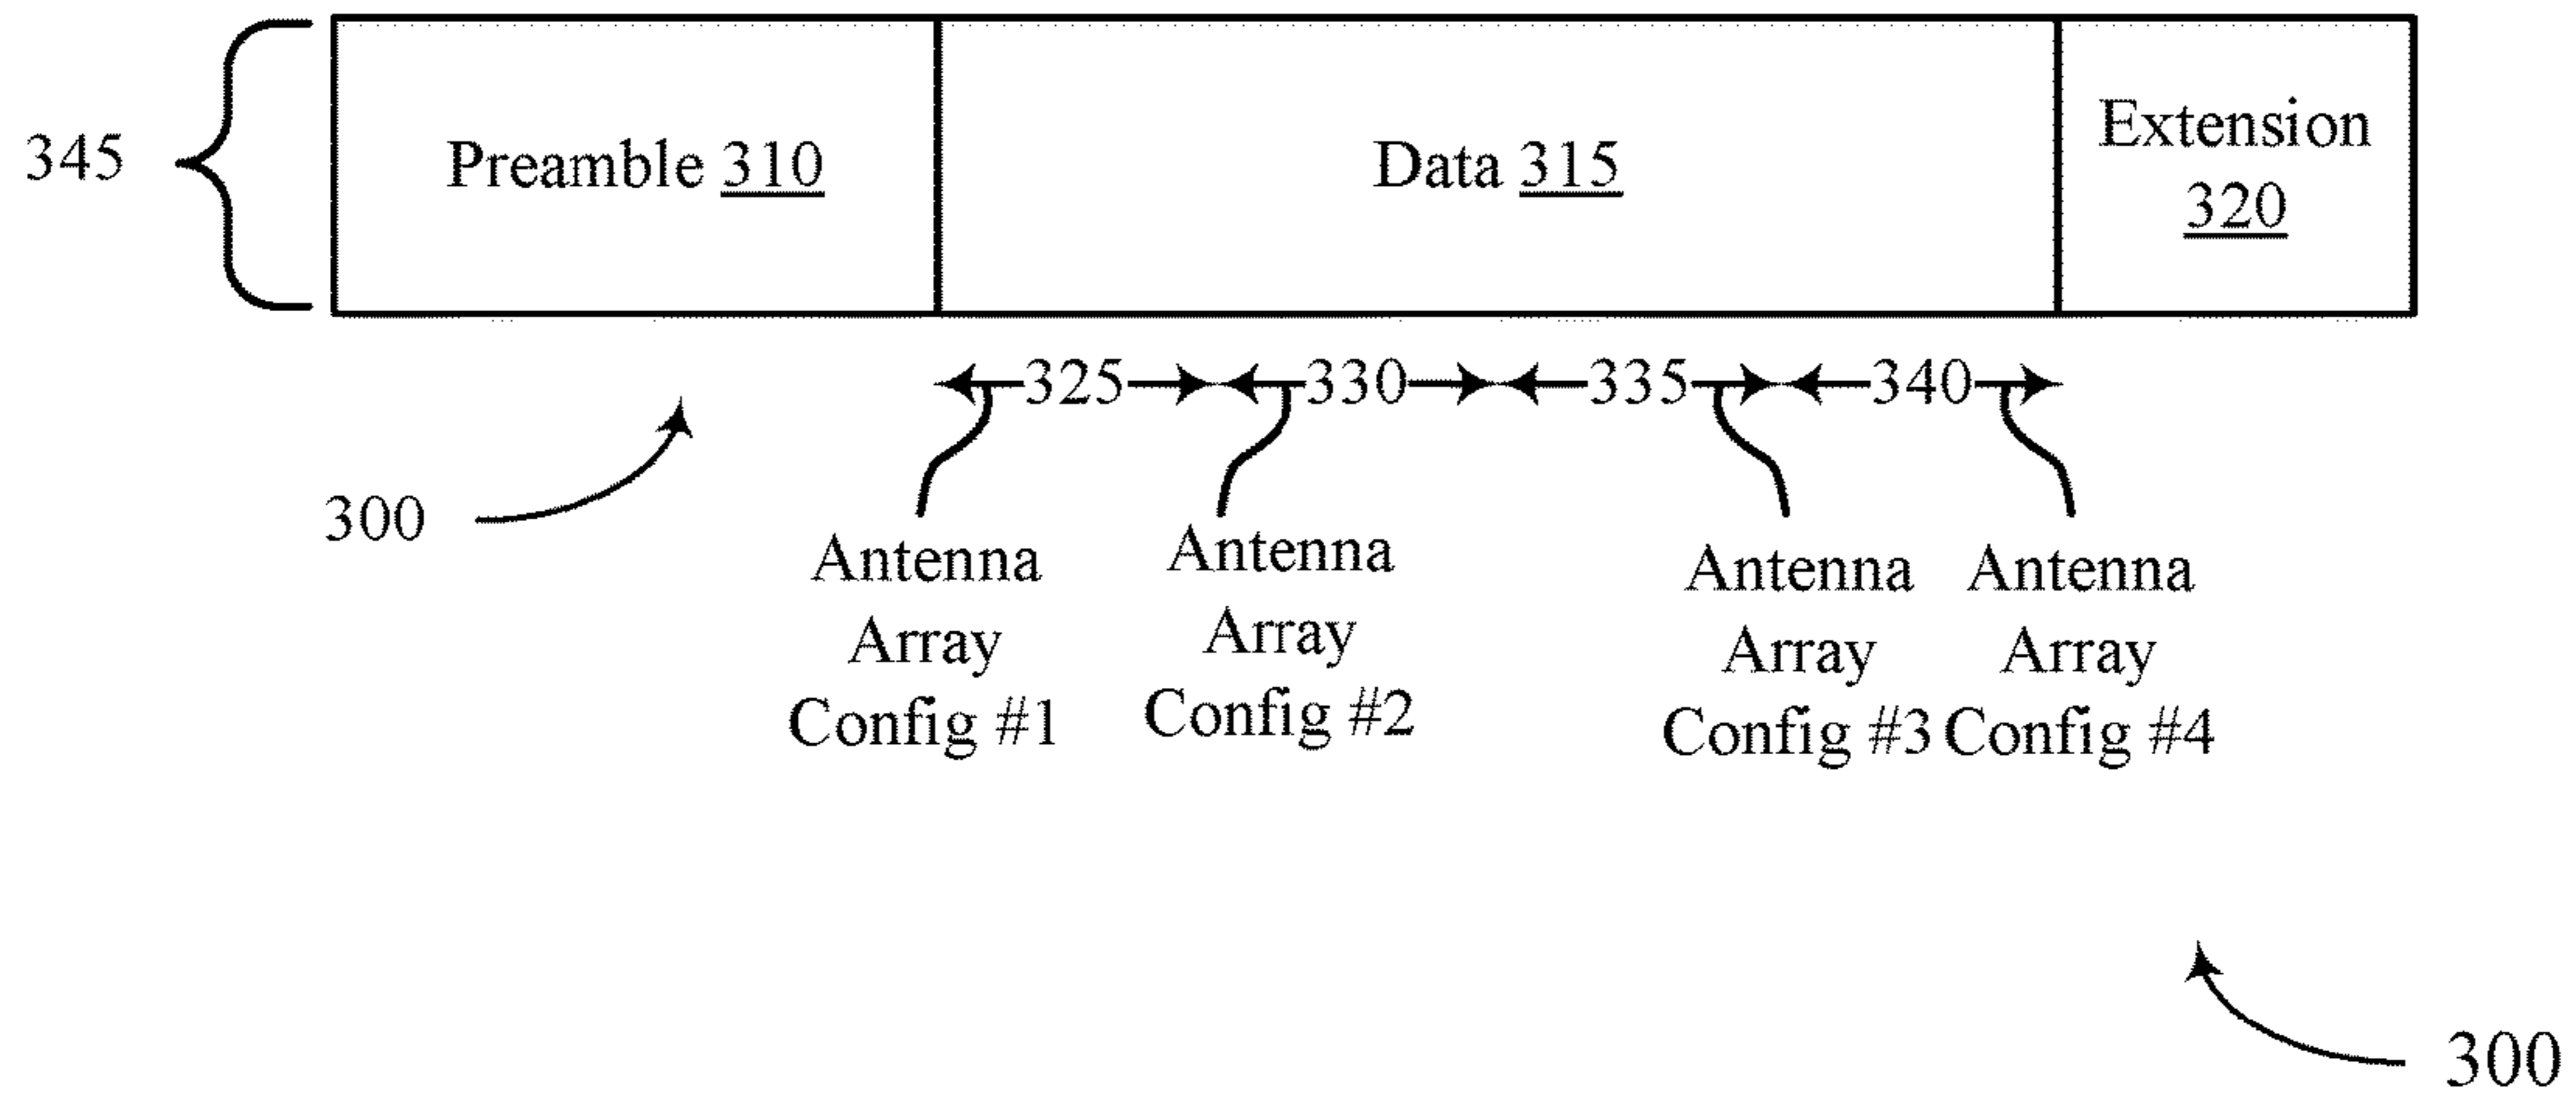 345
Preamble 310
Data 315
Extension
320
325
330
335
340
300
Antenna
Array
Config #1
Antenna
Array
Config #2
Antenna
Array
Config #3
Antenna
Array
Config #4
300